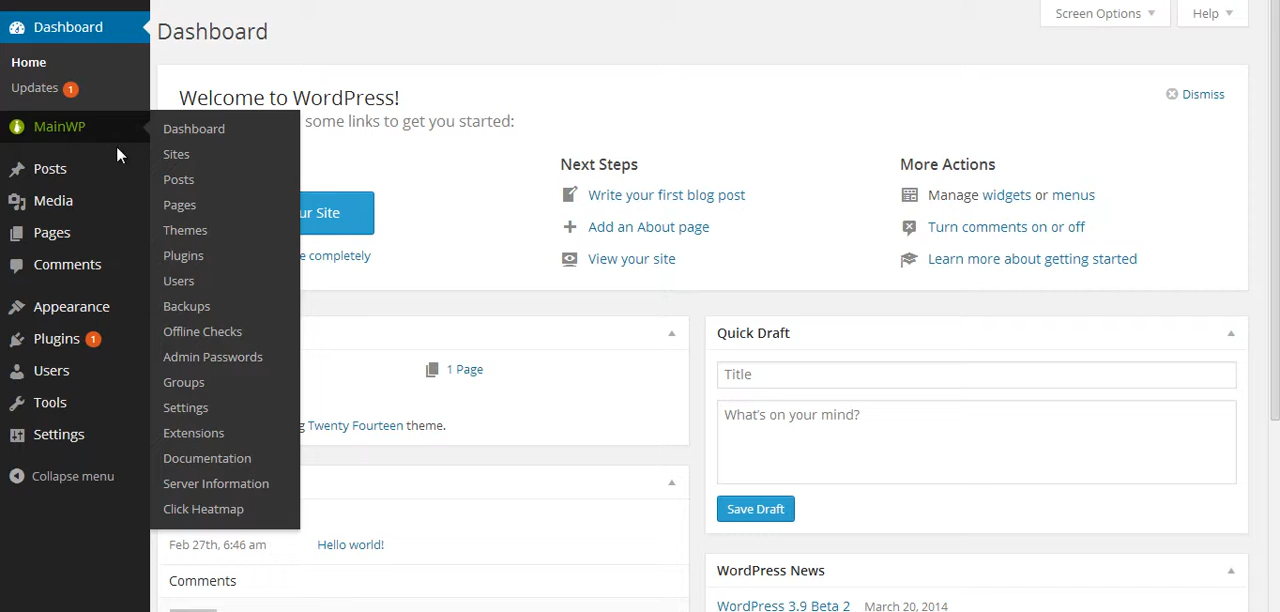 Dashboard
Home
Updates 1
MainWP
Posts
Media
Pages
Comments
Appearance
Plugins 1
Users
Tools
Settings
Collapse menu
Dashboard
Sites
Posts
Pages
Themes
Plugins
Users
Backups
Offline Checks
Admin Passwords
Groups
Settings
Extensions
Documentation
Server Information
Click Heatmap
Screen Options
Help
Dashboard
Welcome to WordPress!
Dismiss
some links to get you started:
ur Site
e completely
Next Steps
Write your first blog post
Add an About page
View your site
More Actions
Manage widgets or menus
Turn comments on or off
Learn more about getting started
1 Page
g Twenty Fourteen theme.
Feb 27th, 6:46 am Hello world!
Comments
Quick Draft
Title
What's on your mind?
Save Draft
WordPress News
WordPress 3.9 Beta 2 March 20, 2014